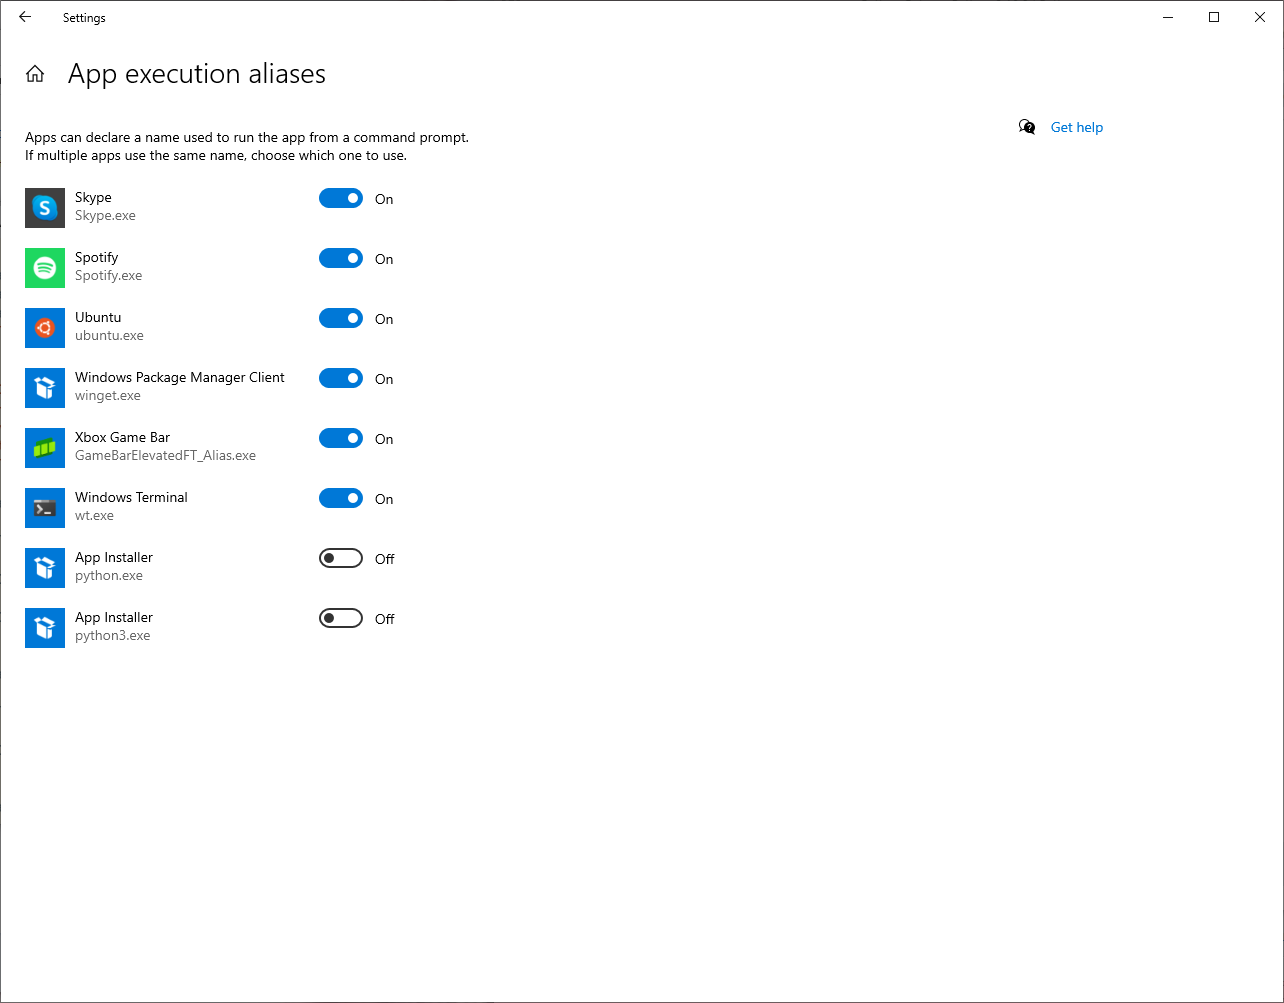 Settings
App execution aliases
Apps can declare a name used to run the app from a command prompt.
If multiple apps use the same name, choose which one to use.
Get help
Skype
Skype.exe
On
Spotify
Spotify.exe
On
Ubuntu
ubuntu.exe
On
Windows Package Manager Client
winget.exe
On
Xbox Game Bar
GameBarElevatedFT_Alias.exe
On
Windows Terminal
wt.exe
On
App Installer
python.exe
Off
App Installer
python3.exe
Off